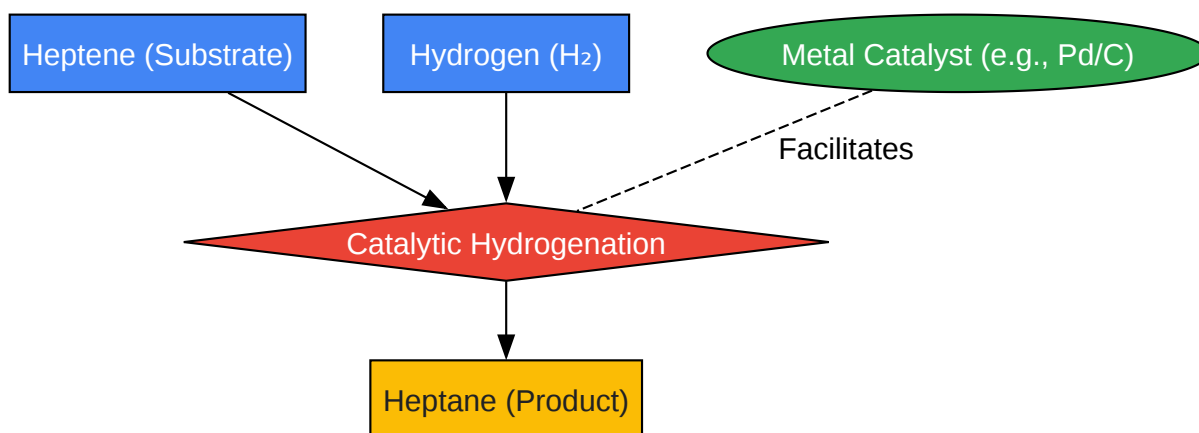 Heptene (Substrate)
Hydrogen (H₂)
Metal Catalyst (e.g., Pd/C)
Facilitates
Catalytic Hydrogenation
Heptane (Product)